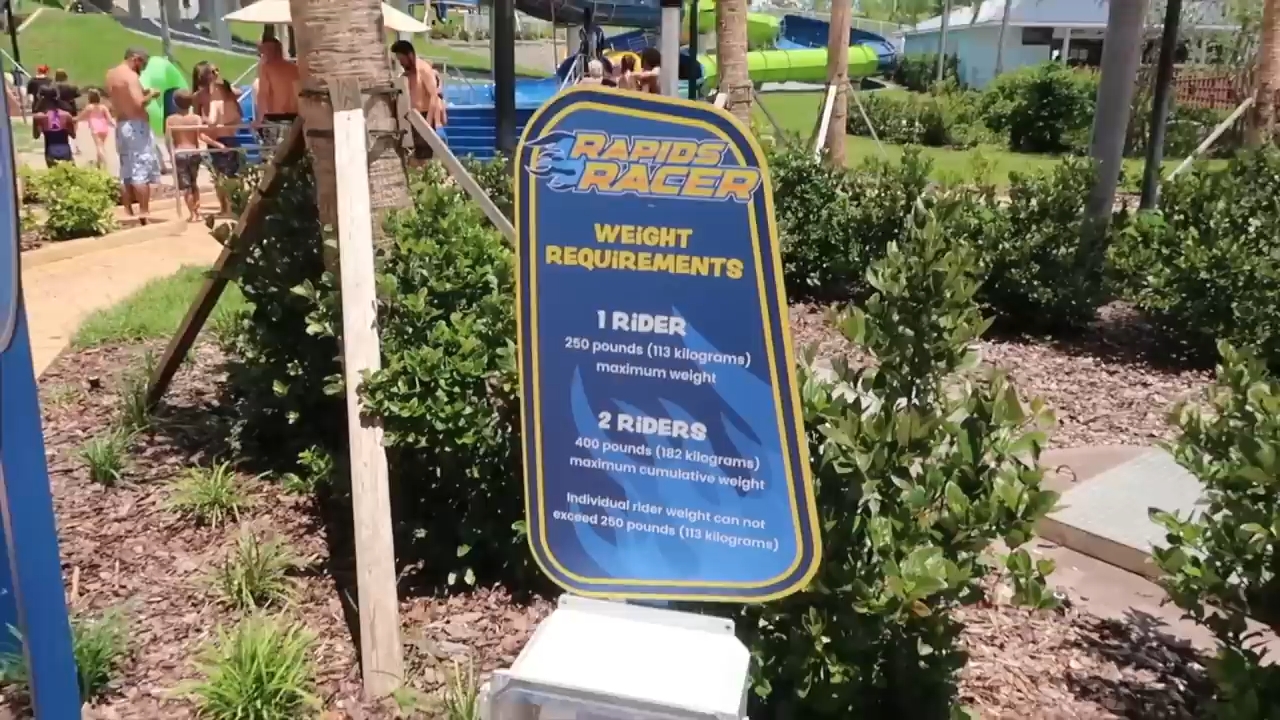 RAPIDS
RACER
WEiGHT
REQUiREMENTS
1 RiDER
250 pounds (113 kilograms)
maximum weight
2 RiDERS
400 pounds (182 kilograms)
maximum cumulative weight
Individual rider weight can not
exceed 250 pounds (113 kilograms)